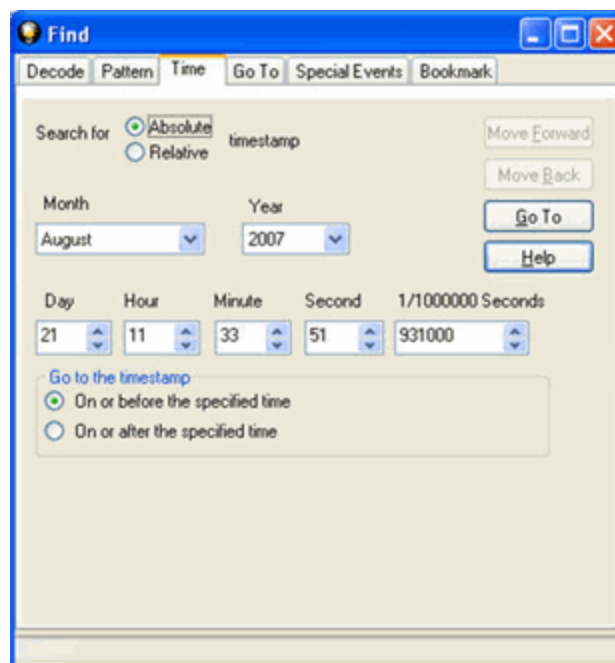 Find
Decode Pattern Time Go To Special Events Bookmark
Search for Absolute timestamp
Relative
Move Forward
Move Back
Month Year
August 2007
Go To
Help
Day Hour Minute Second 1/1000000 Seconds
21 11 33 51 931000
Go to the timestamp
On or before the specified time
On or after the specified time